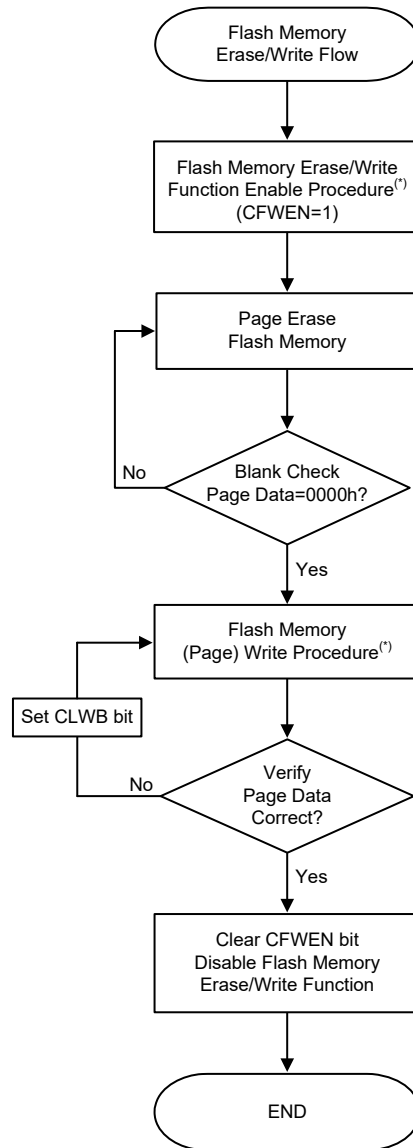 Flash Memory
Erase/Write Flow
Flash Memory Erase/Write
Function Enable Procedure(*)
(CFWEN=1)
Page Erase
Flash Memory
No
Blank Check
Page Data=0000h?
Yes
Flash Memory
(Page) Write Procedure(*)
Set CLWB bit
No
Verify
Page Data
Correct?
Yes
Clear CFWEN bit
Disable Flash Memory
Erase/Write Function
END